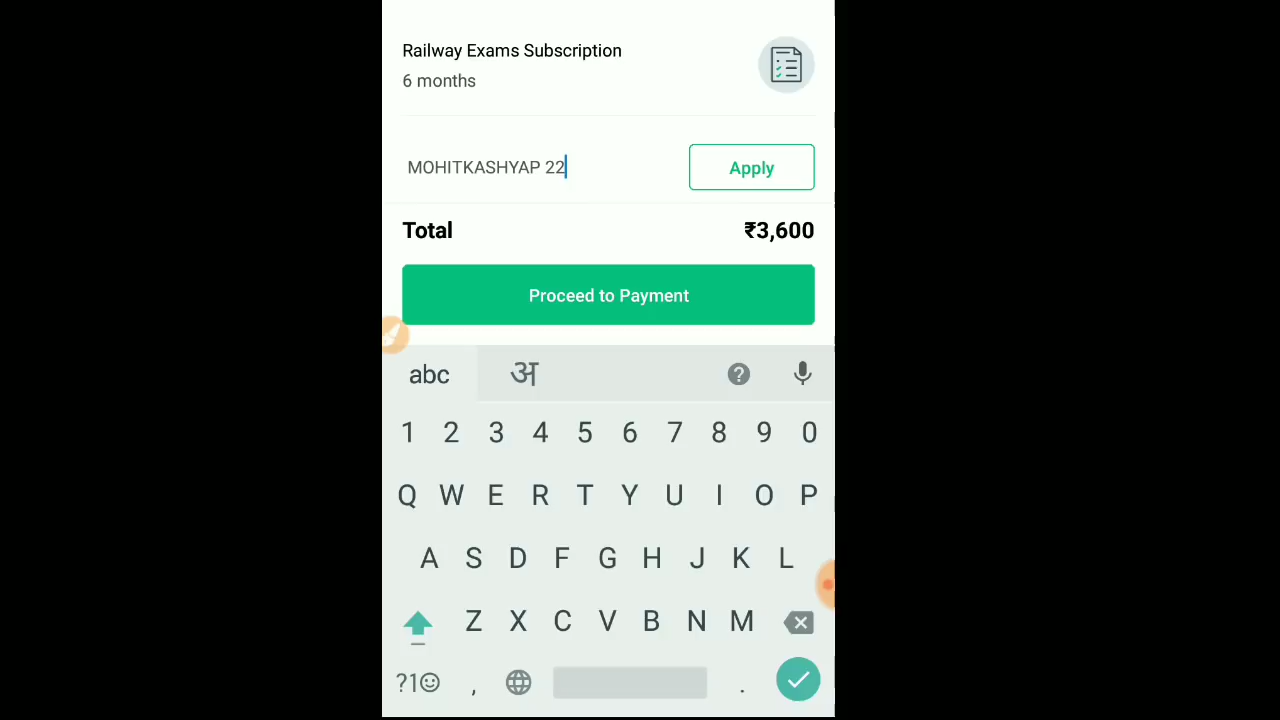 Railway Exams Subscription
6 months
MOHITKASHYAP 22 Apply
Total ₹3,600
Proceed to Payment
abc अ ?
1 2 3 4 5 6 7 8 9 0
Q W E R T Y U I O P
A S D F G H J K L
Z X C V B N M
?1☺ , .